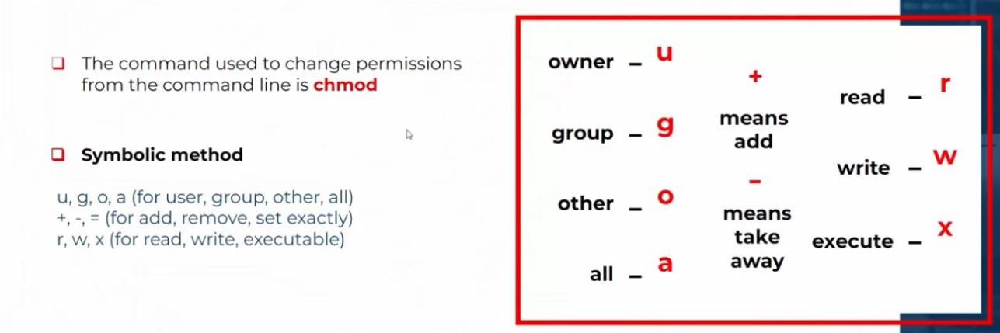 The command used to change permissions
from the command line is chmod
Symbolic method
u, g, o, a (for user, group, other, all)
+, -, = (for add, remove, set exactly)
r, w, x (for read, write, executable)
owner – u
group – g
other – o
all – a
+
means
add
–
means
take
away
read – r
write – w
execute – x